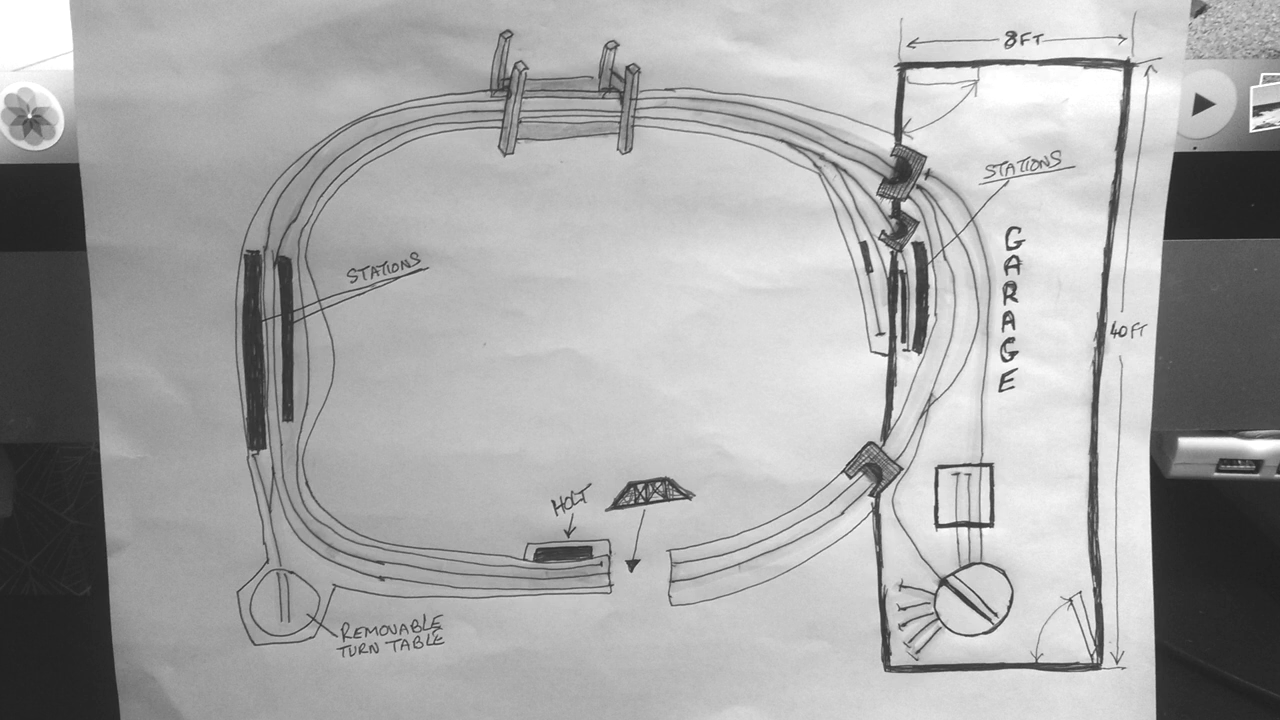 8FT
STATIONS
GARAGE
STATIONS
40FT
HOLT
REMOVABLE
TURN TABLE